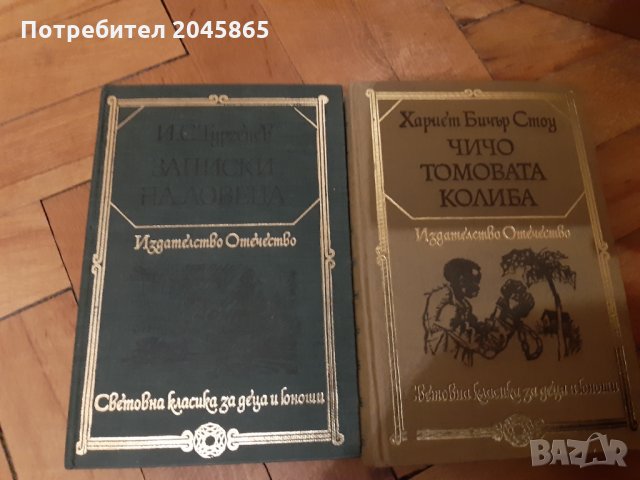 Потребител 2045865
И.С.Тургенев
ЗАПИСКИ
НА ЛОВЕЦА
Издателство Отечество
Световна класика за деца и юноши
Хариет Бичър Стоу
ЧИЧО
ТОМОВАТА
КОЛИБА
Издателство Отечество
Световна класика за деца и юноши
BAZAR